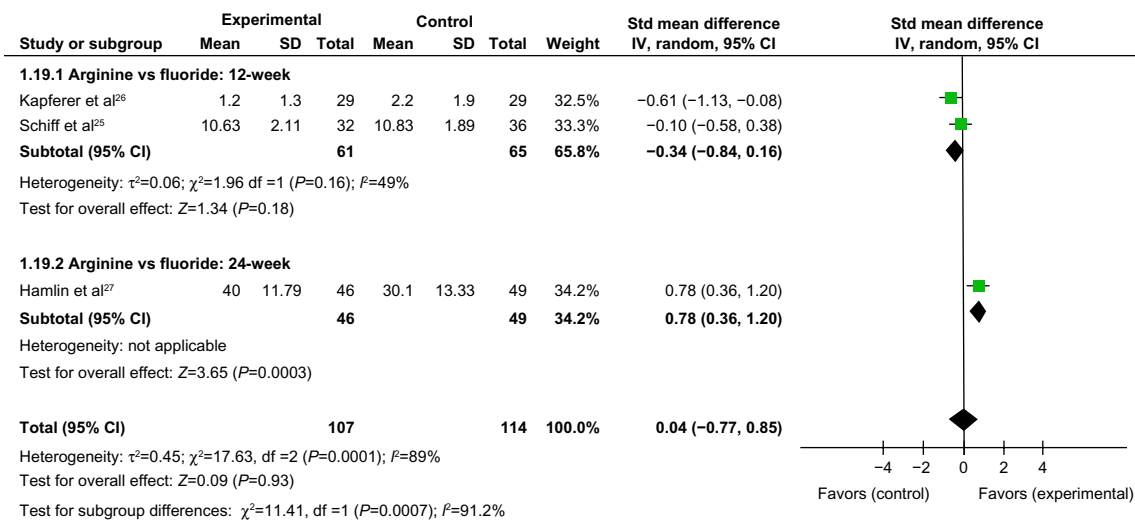 Experimental Control Std mean difference Std mean difference
Study or subgroup Mean SD Total Mean SD Total Weight IV, random, 95% CI IV, random, 95% CI
1.19.1 Arginine vs fluoride: 12-week
Kapferer et al²⁶ 1.2 1.3 29 2.2 1.9 29 32.5% −0.61 (−1.13, −0.08)
Schiff et al²⁵ 10.63 2.11 32 10.83 1.89 36 33.3% −0.10 (−0.58, 0.38)
Subtotal (95% CI) 61 65 65.8% −0.34 (−0.84, 0.16)
Heterogeneity: τ²=0.06; χ²=1.96 df =1 (P=0.16); I²=49%
Test for overall effect: Z=1.34 (P=0.18)
1.19.2 Arginine vs fluoride: 24-week
Hamlin et al²⁷ 40 11.79 46 30.1 13.33 49 34.2% 0.78 (0.36, 1.20)
Subtotal (95% CI) 46 49 34.2% 0.78 (0.36, 1.20)
Heterogeneity: not applicable
Test for overall effect: Z=3.65 (P=0.0003)
Total (95% CI) 107 114 100.0% 0.04 (−0.77, 0.85)
Heterogeneity: τ²=0.45; χ²=17.63, df =2 (P=0.0001); I²=89%
Test for overall effect: Z=0.09 (P=0.93)
Test for subgroup differences: χ²=11.41, df =1 (P=0.0007); I²=91.2%
−4 −2 0 2 4
Favors (control) Favors (experimental)